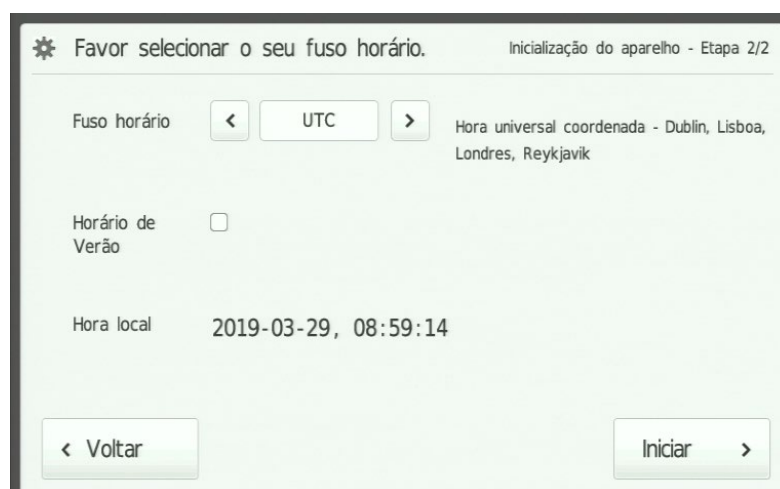 Favor selecionar o seu fuso horário.
Inicialização do aparelho - Etapa 2/2
Fuso horário
UTC
Hora universal coordenada - Dublin, Lisboa,
Londres, Reykjavik
Horário de
Verão
Hora local
2019-03-29, 08:59:14
< Voltar
Iniciar >